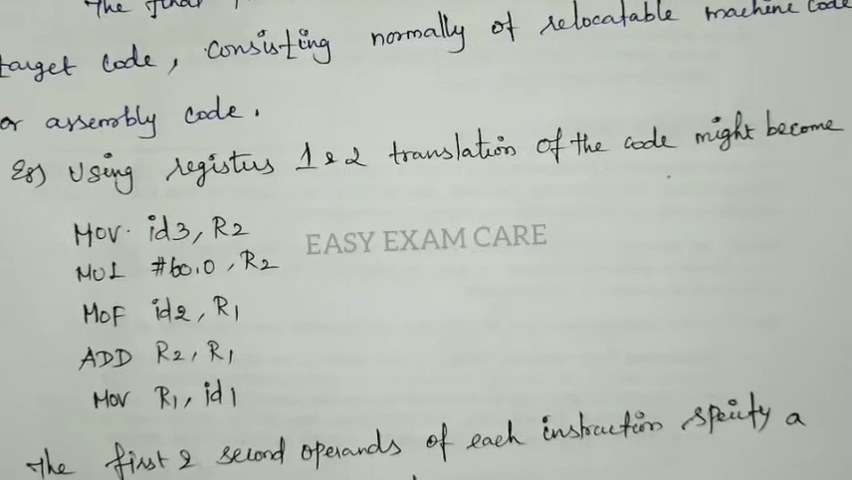 The final
target code, consisting normally of relocatable machine code
or assembly code.
Eg) Using registers 1 & 2 translation of the code might become
MOV. id3, R2
MUL #60.0, R2
MOF id2, R1
ADD R2, R1
MOV R1, id1
EASY EXAM CARE
The first & second operands of each instruction specify a